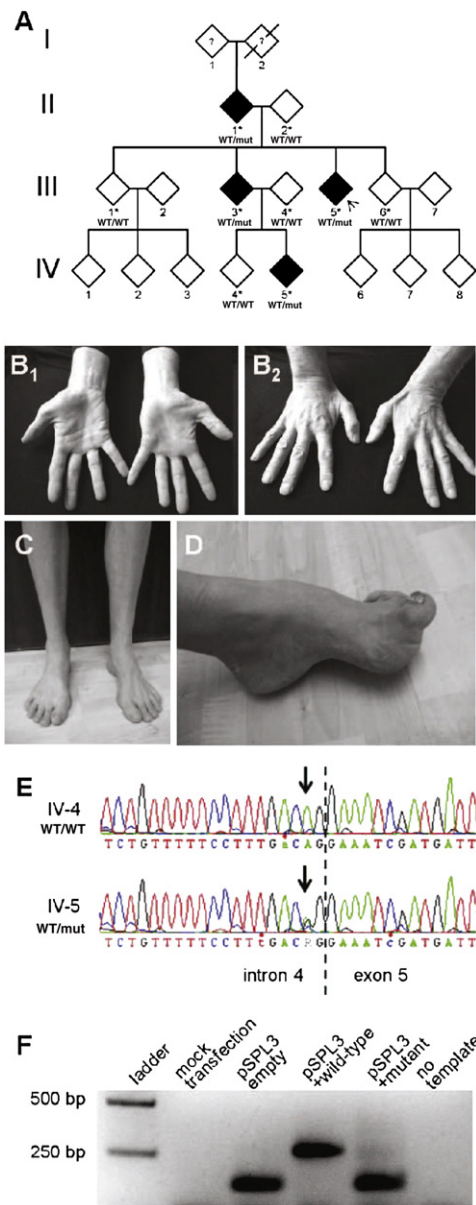 A
I
? ?
1 2
II
1* 2*
WT/mut WT/WT
III
1* 2 3* 4* 5* 6* 7
WT/WT WT/mut WT/WT WT/mut WT/WT
IV
1 2 3 4* 5* 6 7 8
WT/WT WT/mut
B1 B2
C D
E
IV-4
WT/WT
TCTGTTTTTCCTTTGaCAGGAAATCGATGATT
IV-5
WT/mut
TCTGTTTTTCCTTcGACRGGAAATcGATGATT
intron 4 exon 5
F
ladder
mock transfection
pSPL3 empty
pSPL3 +wild-type
pSPL3 +mutant
no template
500 bp
250 bp